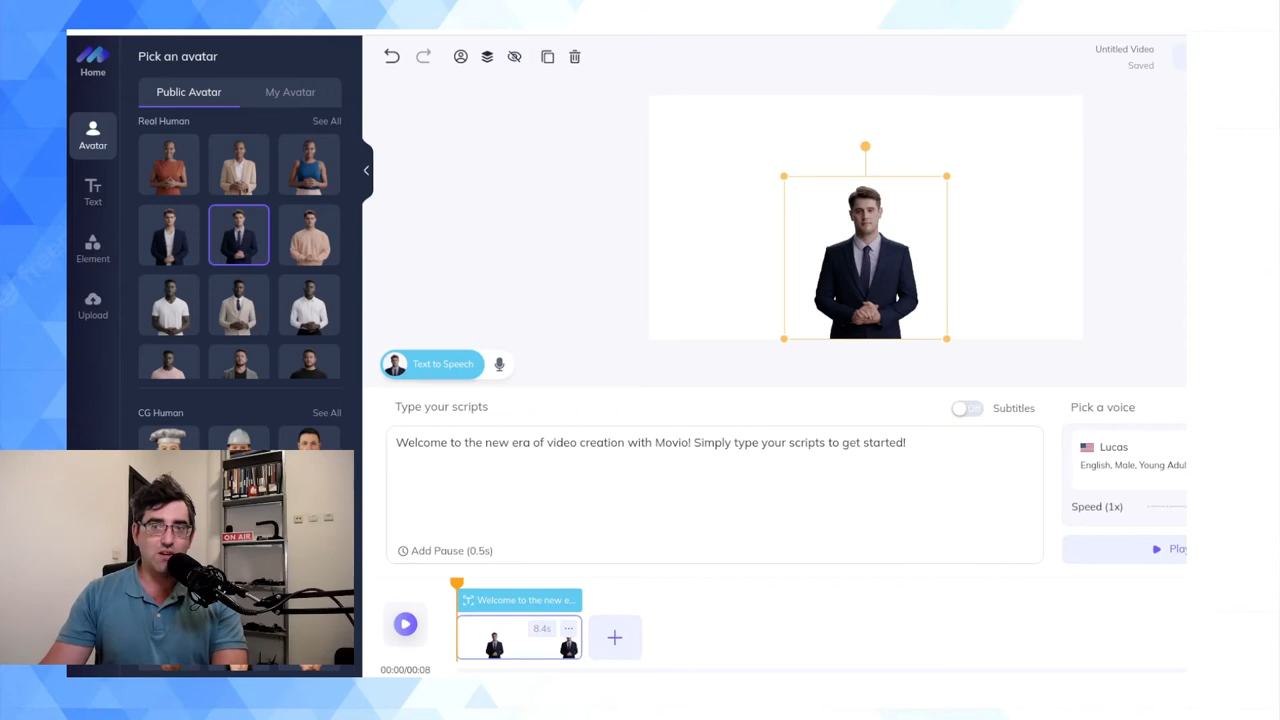 Home
Avatar
Text
Element
Upload
Pick an avatar
Public Avatar
My Avatar
Real Human
See All
CG Human
See All
Untitled Video
Saved
Text to Speech
Type your scripts
Off
Subtitles
Welcome to the new era of video creation with Movio! Simply type your scripts to get started!
Add Pause (0.5s)
Pick a voice
Lucas
English, Male, Young Adul
Speed (1x)
Play
ON AIR
Welcome to the new e...
8.4s
00:00/00:08